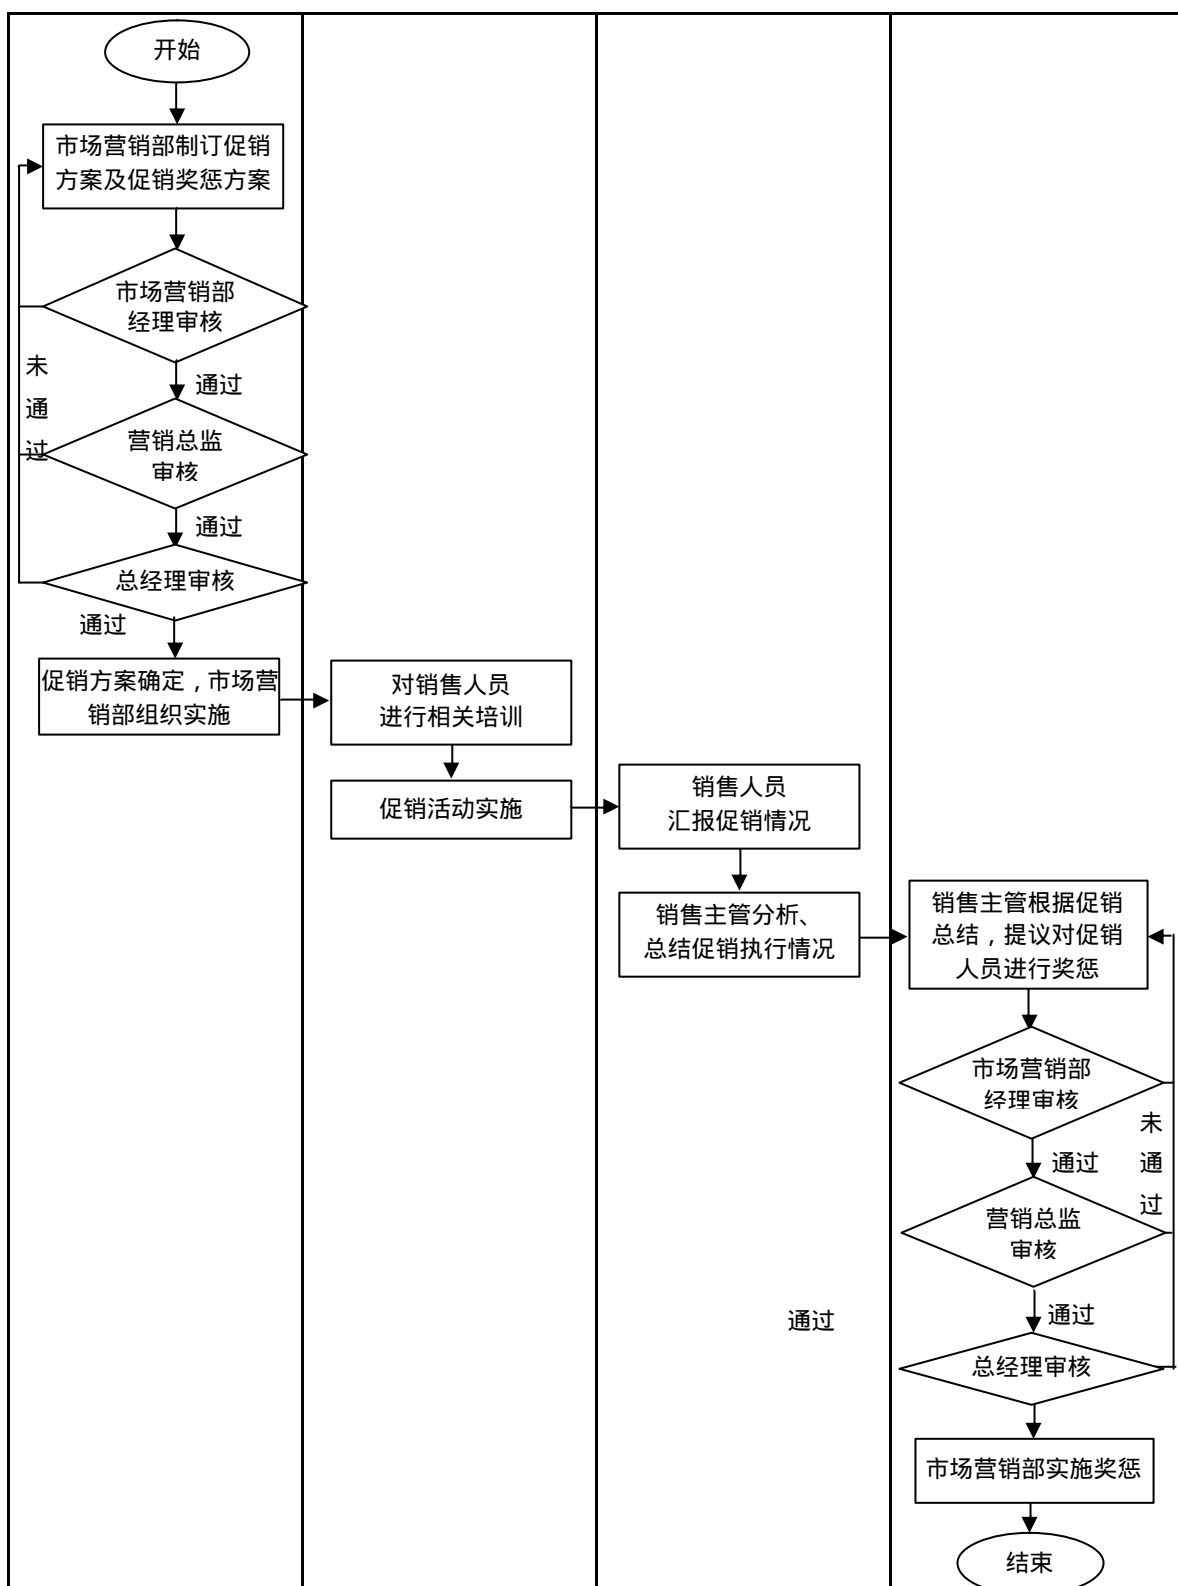 开始
市场营销部制订促销
方案及促销奖惩方案
市场营销部
经理审核
未
通
过
通过
营销总监
审核
通过
总经理审核
通过
促销方案确定，市场营
销部组织实施
对销售人员
进行相关培训
促销活动实施
销售人员
汇报促销情况
销售主管分析、
总结促销执行情况
销售主管根据促销
总结，提议对促销
人员进行奖惩
市场营销部
经理审核
未
通
过
通过
营销总监
审核
通过
通过
总经理审核
市场营销部实施奖惩
结束